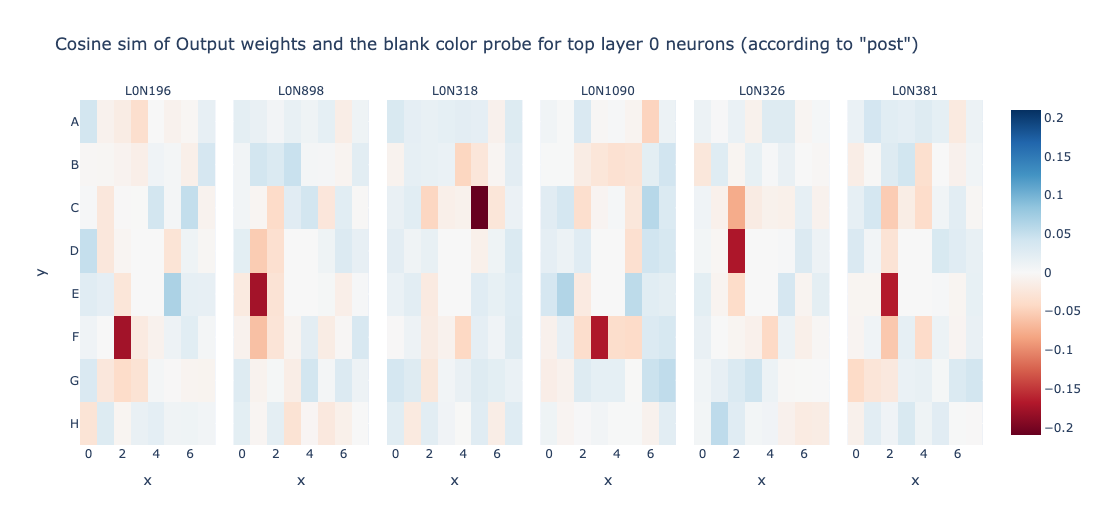 Cosine sim of Output weights and the blank color probe for top layer 0 neurons (according to "post")
L0N196 L0N898 L0N318 L0N1090 L0N326 L0N381
y
A
B
C
D
E
F
G
H
0 2 4 6 0 2 4 6 0 2 4 6 0 2 4 6 0 2 4 6 0 2 4 6
x x x x x x
0.2
0.15
0.1
0.05
0
−0.05
−0.1
−0.15
−0.2